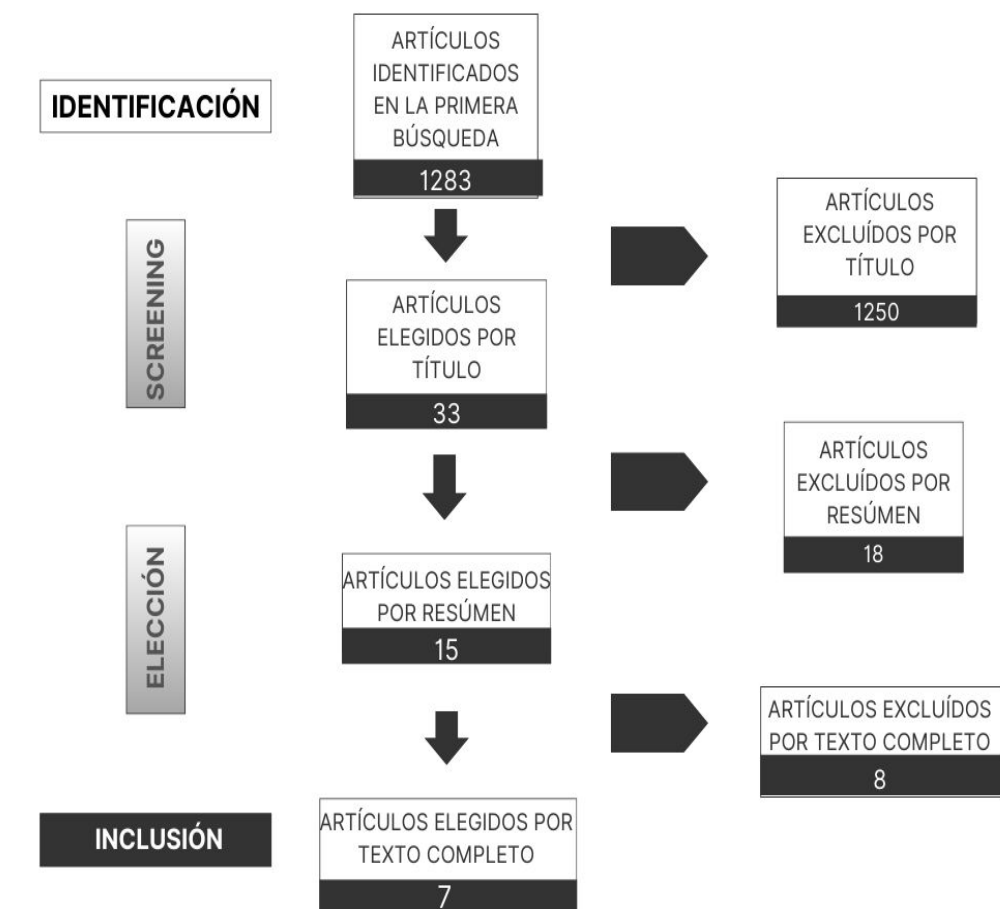 IDENTIFICACIÓN
ARTÍCULOS
IDENTIFICADOS
EN LA PRIMERA
BÚSQUEDA
1283
SCREENING
ARTÍCULOS
EXCLUÍDOS POR
TÍTULO
1250
ARTÍCULOS
ELEGIDOS POR
TÍTULO
33
ARTÍCULOS
EXCLUÍDOS POR
RESÚMEN
18
ELECCIÓN
ARTÍCULOS ELEGIDOS
POR RESÚMEN
15
ARTÍCULOS EXCLUÍDOS
POR TEXTO COMPLETO
8
INCLUSIÓN
ARTÍCULOS ELEGIDOS POR
TEXTO COMPLETO
7